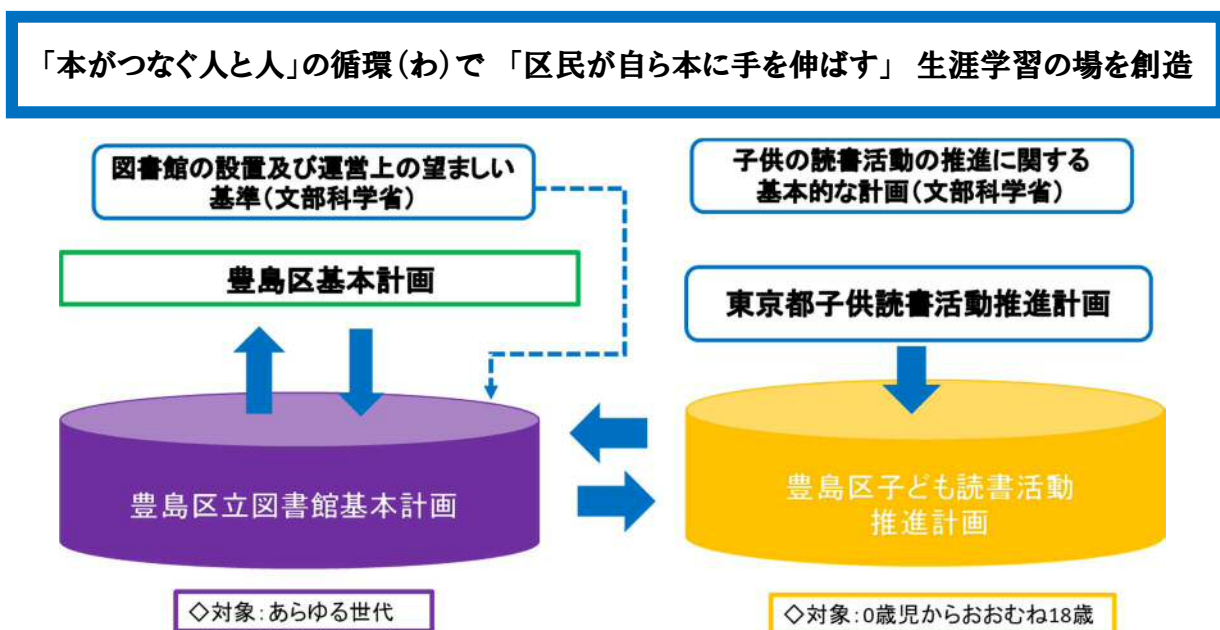 「本がつなぐ人と人」の循環(わ)で 「区民が自ら本に手を伸ばす」 生涯学習の場を創造
図書館の設置及び運営上の望ましい
基準(文部科学省)
子供の読書活動の推進に関する
基本的な計画(文部科学省)
豊島区基本計画
東京都子供読書活動推進計画
豊島区立図書館基本計画
豊島区子ども読書活動
推進計画
◇対象:あらゆる世代
◇対象:0歳児からおおむね18歳